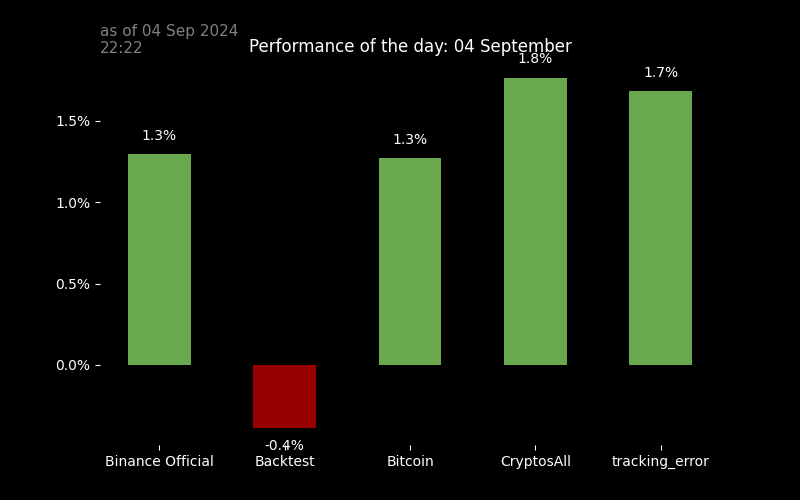 as of 04 Sep 2024
22:22
Performance of the day: 04 September
1.8%
1.7%
1.3%
1.3%
1.5%
1.0%
0.5%
0.0%
-0.4%
Binance Official
Backtest
Bitcoin
CryptosAll
tracking_error